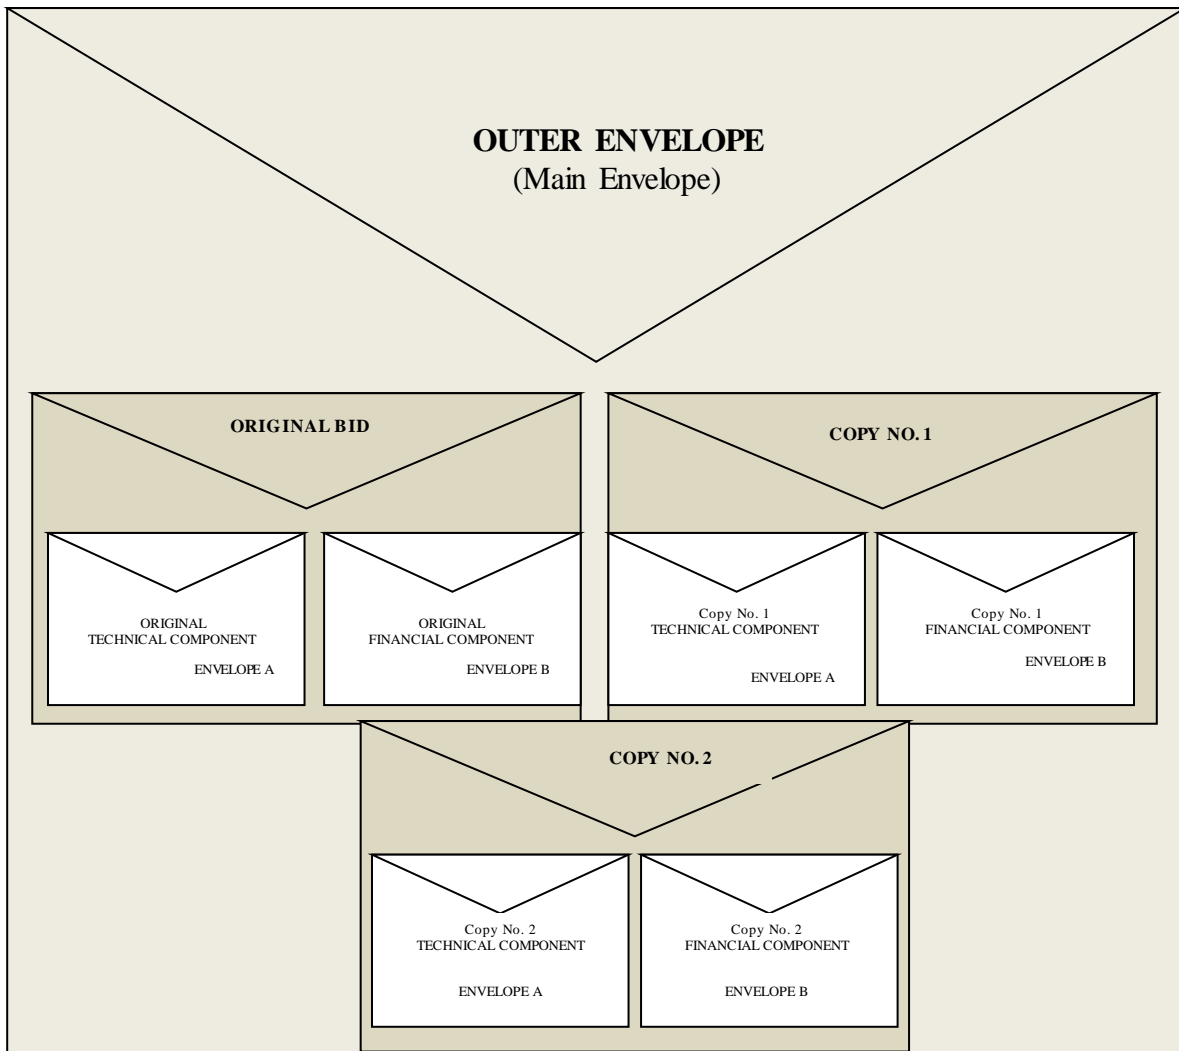 OUTER ENVELOPE
(Main Envelope)
ORIGINAL BID
ORIGINAL
TECHNICAL COMPONENT
ENVELOPE A
ORIGINAL
FINANCIAL COMPONENT
ENVELOPE B
COPY NO. 1
Copy No. 1
TECHNICAL COMPONENT
ENVELOPE A
Copy No. 1
FINANCIAL COMPONENT
ENVELOPE B
COPY NO. 2
Copy No. 2
TECHNICAL COMPONENT
ENVELOPE A
Copy No. 2
FINANCIAL COMPONENT
ENVELOPE B